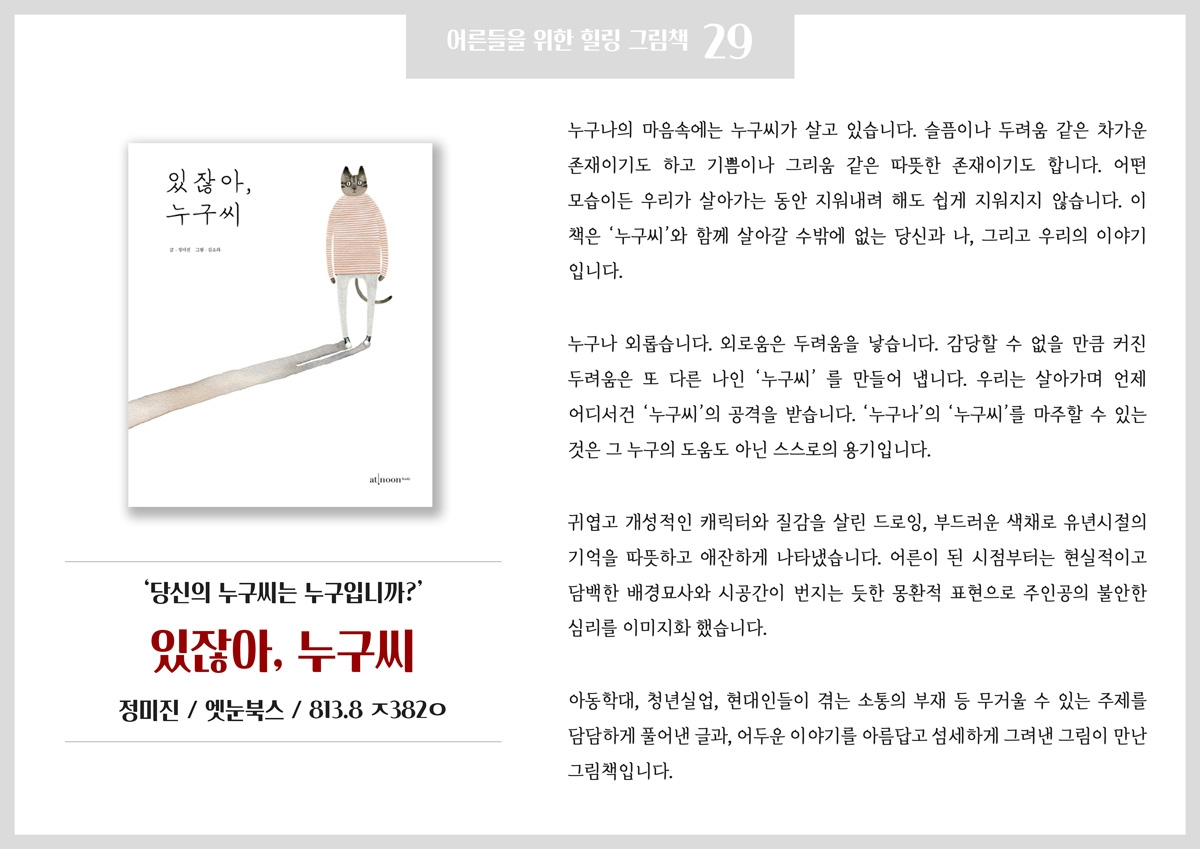 어른들을 위한 힐링 그림책 29
있잖아,
누구씨
글 · 정미진 그림 · 김소라
at|noon books
‘당신의 누구씨는 누구입니까?’
있잖아, 누구씨
정미진 / 엣눈북스 / 813.8 ㅈ382ㅇ
누구나의 마음속에는 누구씨가 살고 있습니다. 슬픔이나 두려움 같은 차가운
존재이기도 하고 기쁨이나 그리움 같은 따뜻한 존재이기도 합니다. 어떤
모습이든 우리가 살아가는 동안 지워내려 해도 쉽게 지워지지 않습니다. 이
책은 ‘누구씨’와 함께 살아갈 수밖에 없는 당신과 나, 그리고 우리의 이야기
입니다.
누구나 외롭습니다. 외로움은 두려움을 낳습니다. 감당할 수 없을 만큼 커진
두려움은 또 다른 나인 ‘누구씨’ 를 만들어 냅니다. 우리는 살아가며 언제
어디서건 ‘누구씨’의 공격을 받습니다. ‘누구나’의 ‘누구씨’를 마주할 수 있는
것은 그 누구의 도움도 아닌 스스로의 용기입니다.
귀엽고 개성적인 캐릭터와 질감을 살린 드로잉, 부드러운 색채로 유년시절의
기억을 따뜻하고 애잔하게 나타냈습니다. 어른이 된 시점부터는 현실적이고
담백한 배경묘사와 시공간이 번지는 듯한 몽환적 표현으로 주인공의 불안한
심리를 이미지화 했습니다.
아동학대, 청년실업, 현대인들이 겪는 소통의 부재 등 무거울 수 있는 주제를
담담하게 풀어낸 글과, 어두운 이야기를 아름답고 섬세하게 그려낸 그림이 만난
그림책입니다.